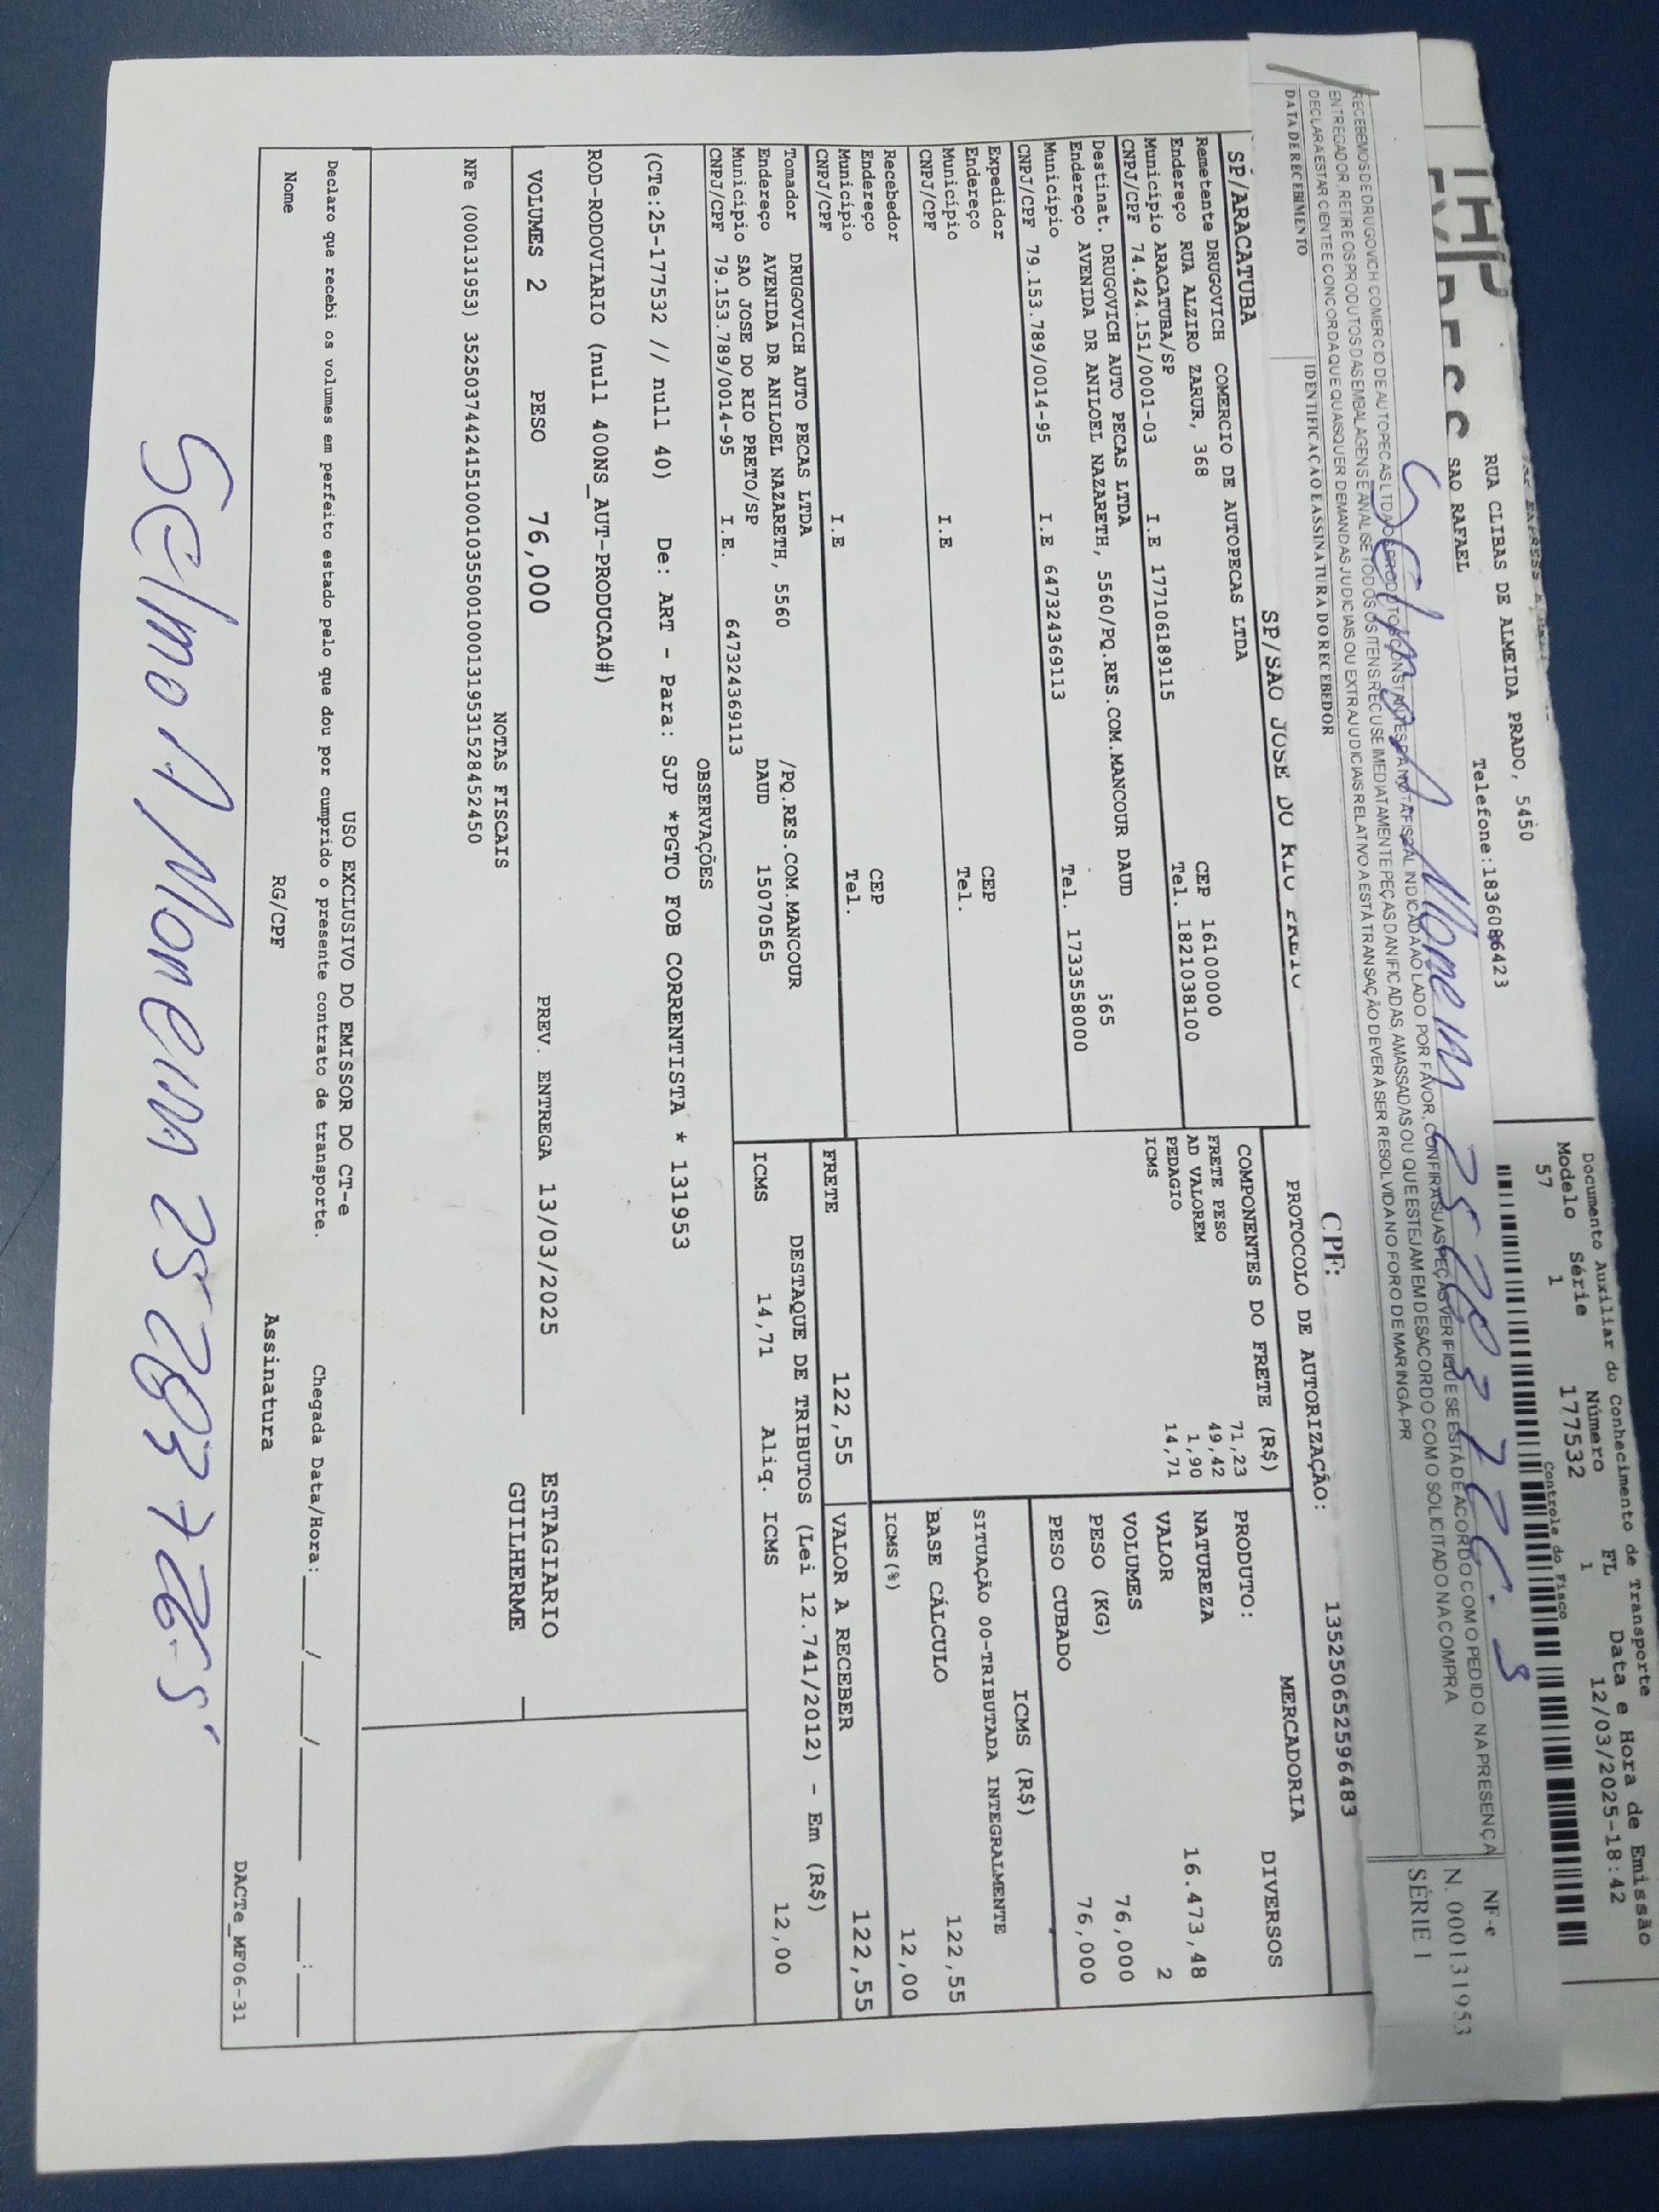 RUA CLIBAS DE ALMEIDA PRADO, 5450
SAO RAFAEL
Telefone:1836086423
Documento Auxiliar do Conhecimento de Transporte
Modelo Série Número FL Data e Hora de Emissão
57 1 177532 1 12/03/2025-18:42
Controle do Fisco
RECEBEMOS DE DRUGOVICH COMERCIO DE AUTOPECAS LTDA OS PRODUTOS CONSTANTES DA NOTA FISCAL INDICADA AO LADO. POR FAVOR, CONFIRA SUAS PEÇAS VERIFIQUE SE ESTÁ DE ACORDO COM O PEDIDO. NA PRESENÇA
ENTREGADOR, RETIRE OS PRODUTOS DAS EMBALAGENS E ANALISE TODOS OS ITENS. RECUSE IMEDIATAMENTE PEÇAS DANIFICADAS, AMASSADAS OU QUE ESTEJAM EM DESACORDO COMO SOLICITADO NA COMPRA
DECLARA ESTAR CIENTE E CONCORDA QUE QUAISQUER DEMANDAS JUDICIAIS OU EXTRAJUDICIAIS RELATIVO A ESTÁ TRANSAÇÃO DEVERÁ SER RESOLVIDA NO FORO DE MARINGÁ-PR
NF-e
N. 000131953
SÉRIE 1
DATA DE RECEBIMENTO
IDENTIFICAÇÃO E ASSINATURA DO RECEBEDOR
CPF:
SP/ARACATUBA SP/SAO JOSE DO RIO PRETO
PROTOCOLO DE AUTORIZAÇÃO: 135250652596483
Remetente DRUGOVICH COMERCIO DE AUTOPECAS LTDA
Endereço RUA ALZIRO ZARUR, 368 CEP 16100000
Município ARACATUBA/SP Tel. 1821038100
CNPJ/CPF 74.424.151/0001-03 I.E 177106189115
Destinat. DRUGOVICH AUTO PECAS LTDA
Endereço AVENIDA DR ANILOEL NAZARETH, 5560/PQ.RES.COM.MANCOUR DAUD
Município Tel. 1733558000
CNPJ/CPF 79.153.789/0014-95 I.E 647324369113
Expedidor
Endereço CEP
Município Tel.
CNPJ/CPF I.E
Recebedor
Endereço CEP
Município Tel.
CNPJ/CPF I.E
Tomador DRUGOVICH AUTO PECAS LTDA
Endereço AVENIDA DR ANILOEL NAZARETH, 5560 /PQ.RES.COM.MANCOUR DAUD
Município SAO JOSE DO RIO PRETO/SP 15070565
CNPJ/CPF 79.153.789/0014-95 I.E. 647324369113
COMPONENTES DO FRETE (R$)
FRETE PESO 71,23
AD VALOREM 49,42
PEDAGIO 1,90
ICMS 14,71
MERCADORIA
PRODUTO: DIVERSOS
NATUREZA
VALOR 16.473,48
VOLUMES 2
PESO (KG) 76,000
PESO CUBADO 76,000
ICMS (R$)
SITUAÇÃO 00-TRIBUTADA INTEGRALMENTE
BASE CÁLCULO 122,55
ICMS(%) 12,00
FRETE 122,55 VALOR A RECEBER 122,55
DESTAQUE DE TRIBUTOS (Lei 12.741/2012) - Em (R$)
ICMS 14,71 Aliq. ICMS 12,00
OBSERVAÇÕES
(CTe:25-177532 // null 40) De: ART - Para: SJP *PGTO FOB CORRENTISTA * 131953
ROD-RODOVIARIO (null 400NS_AUT-PRODUCAO#)
VOLUMES 2 PESO 76,000 PREV. ENTREGA 13/03/2025 ESTAGIARIO
GUILHERME
NOTAS FISCAIS
NFe (000131953) 35250374424151000103550010001319531528452450
USO EXCLUSIVO DO EMISSOR DO CT-e
Declaro que recebi os volumes em perfeito estado pelo que dou por cumprido o presente contrato de transporte. Chegada Data/Hora:___/___/____ __:__
Nome RG/CPF Assinatura
DACTe_MF06-31